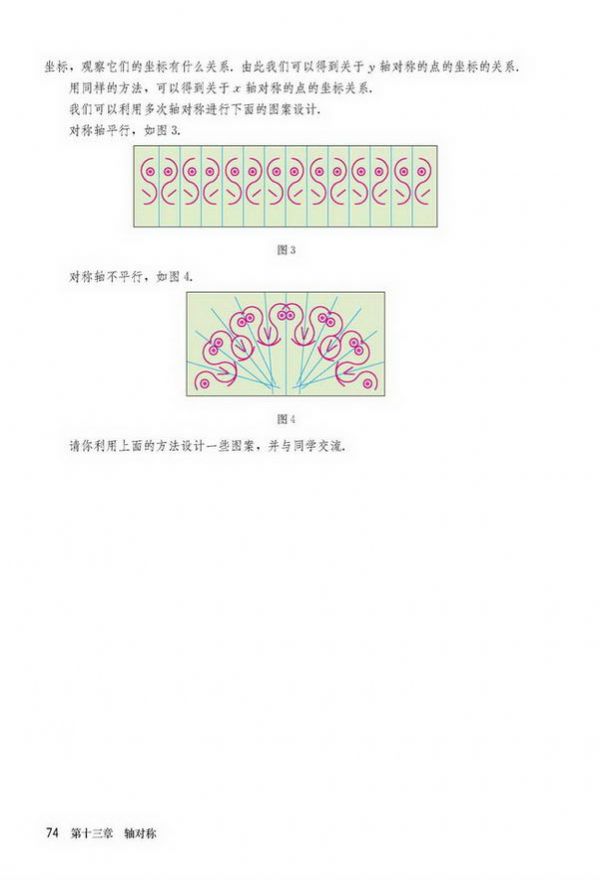 坐标，观察它们的坐标有什么关系．由此我们可以得到关于 y 轴对称的点的坐标的关系．
用同样的方法，可以得到关于 x 轴对称的点的坐标关系．
我们可以利用多次轴对称进行下面的图案设计．
对称轴平行，如图 3．
图 3
对称轴不平行，如图 4．
图 4
请你利用上面的方法设计一些图案，并与同学交流．
74 第十三章 轴对称